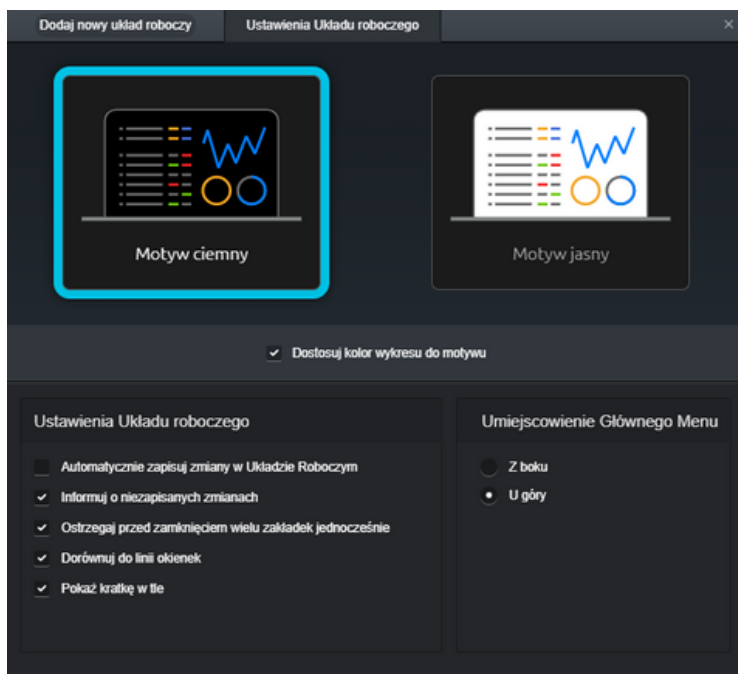 Dodaj nowy układ roboczy
Ustawienia Układu roboczego
Motyw ciemny
Motyw jasny
Dostosuj kolor wykresu do motywu
Ustawienia Układu roboczego
Automatycznie zapisuj zmiany w Układzie Roboczym
Informuj o niezapisanych zmianach
Ostrzegaj przed zamknięciem wielu zakładek jednocześnie
Dorównuj do linii okienek
Pokaż kratkę w tle
Umiejscowienie Głównego Menu
Z boku
U góry